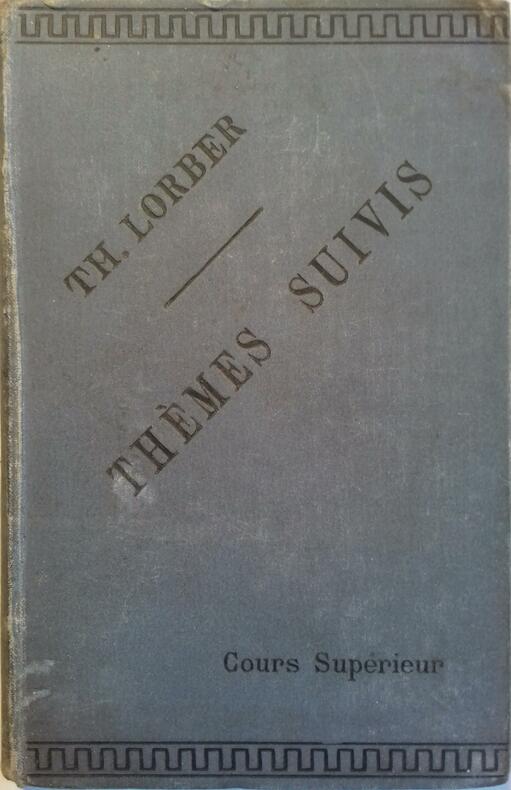 TH. LORBER
THÈMES SUIVIS
Cours Supérieur